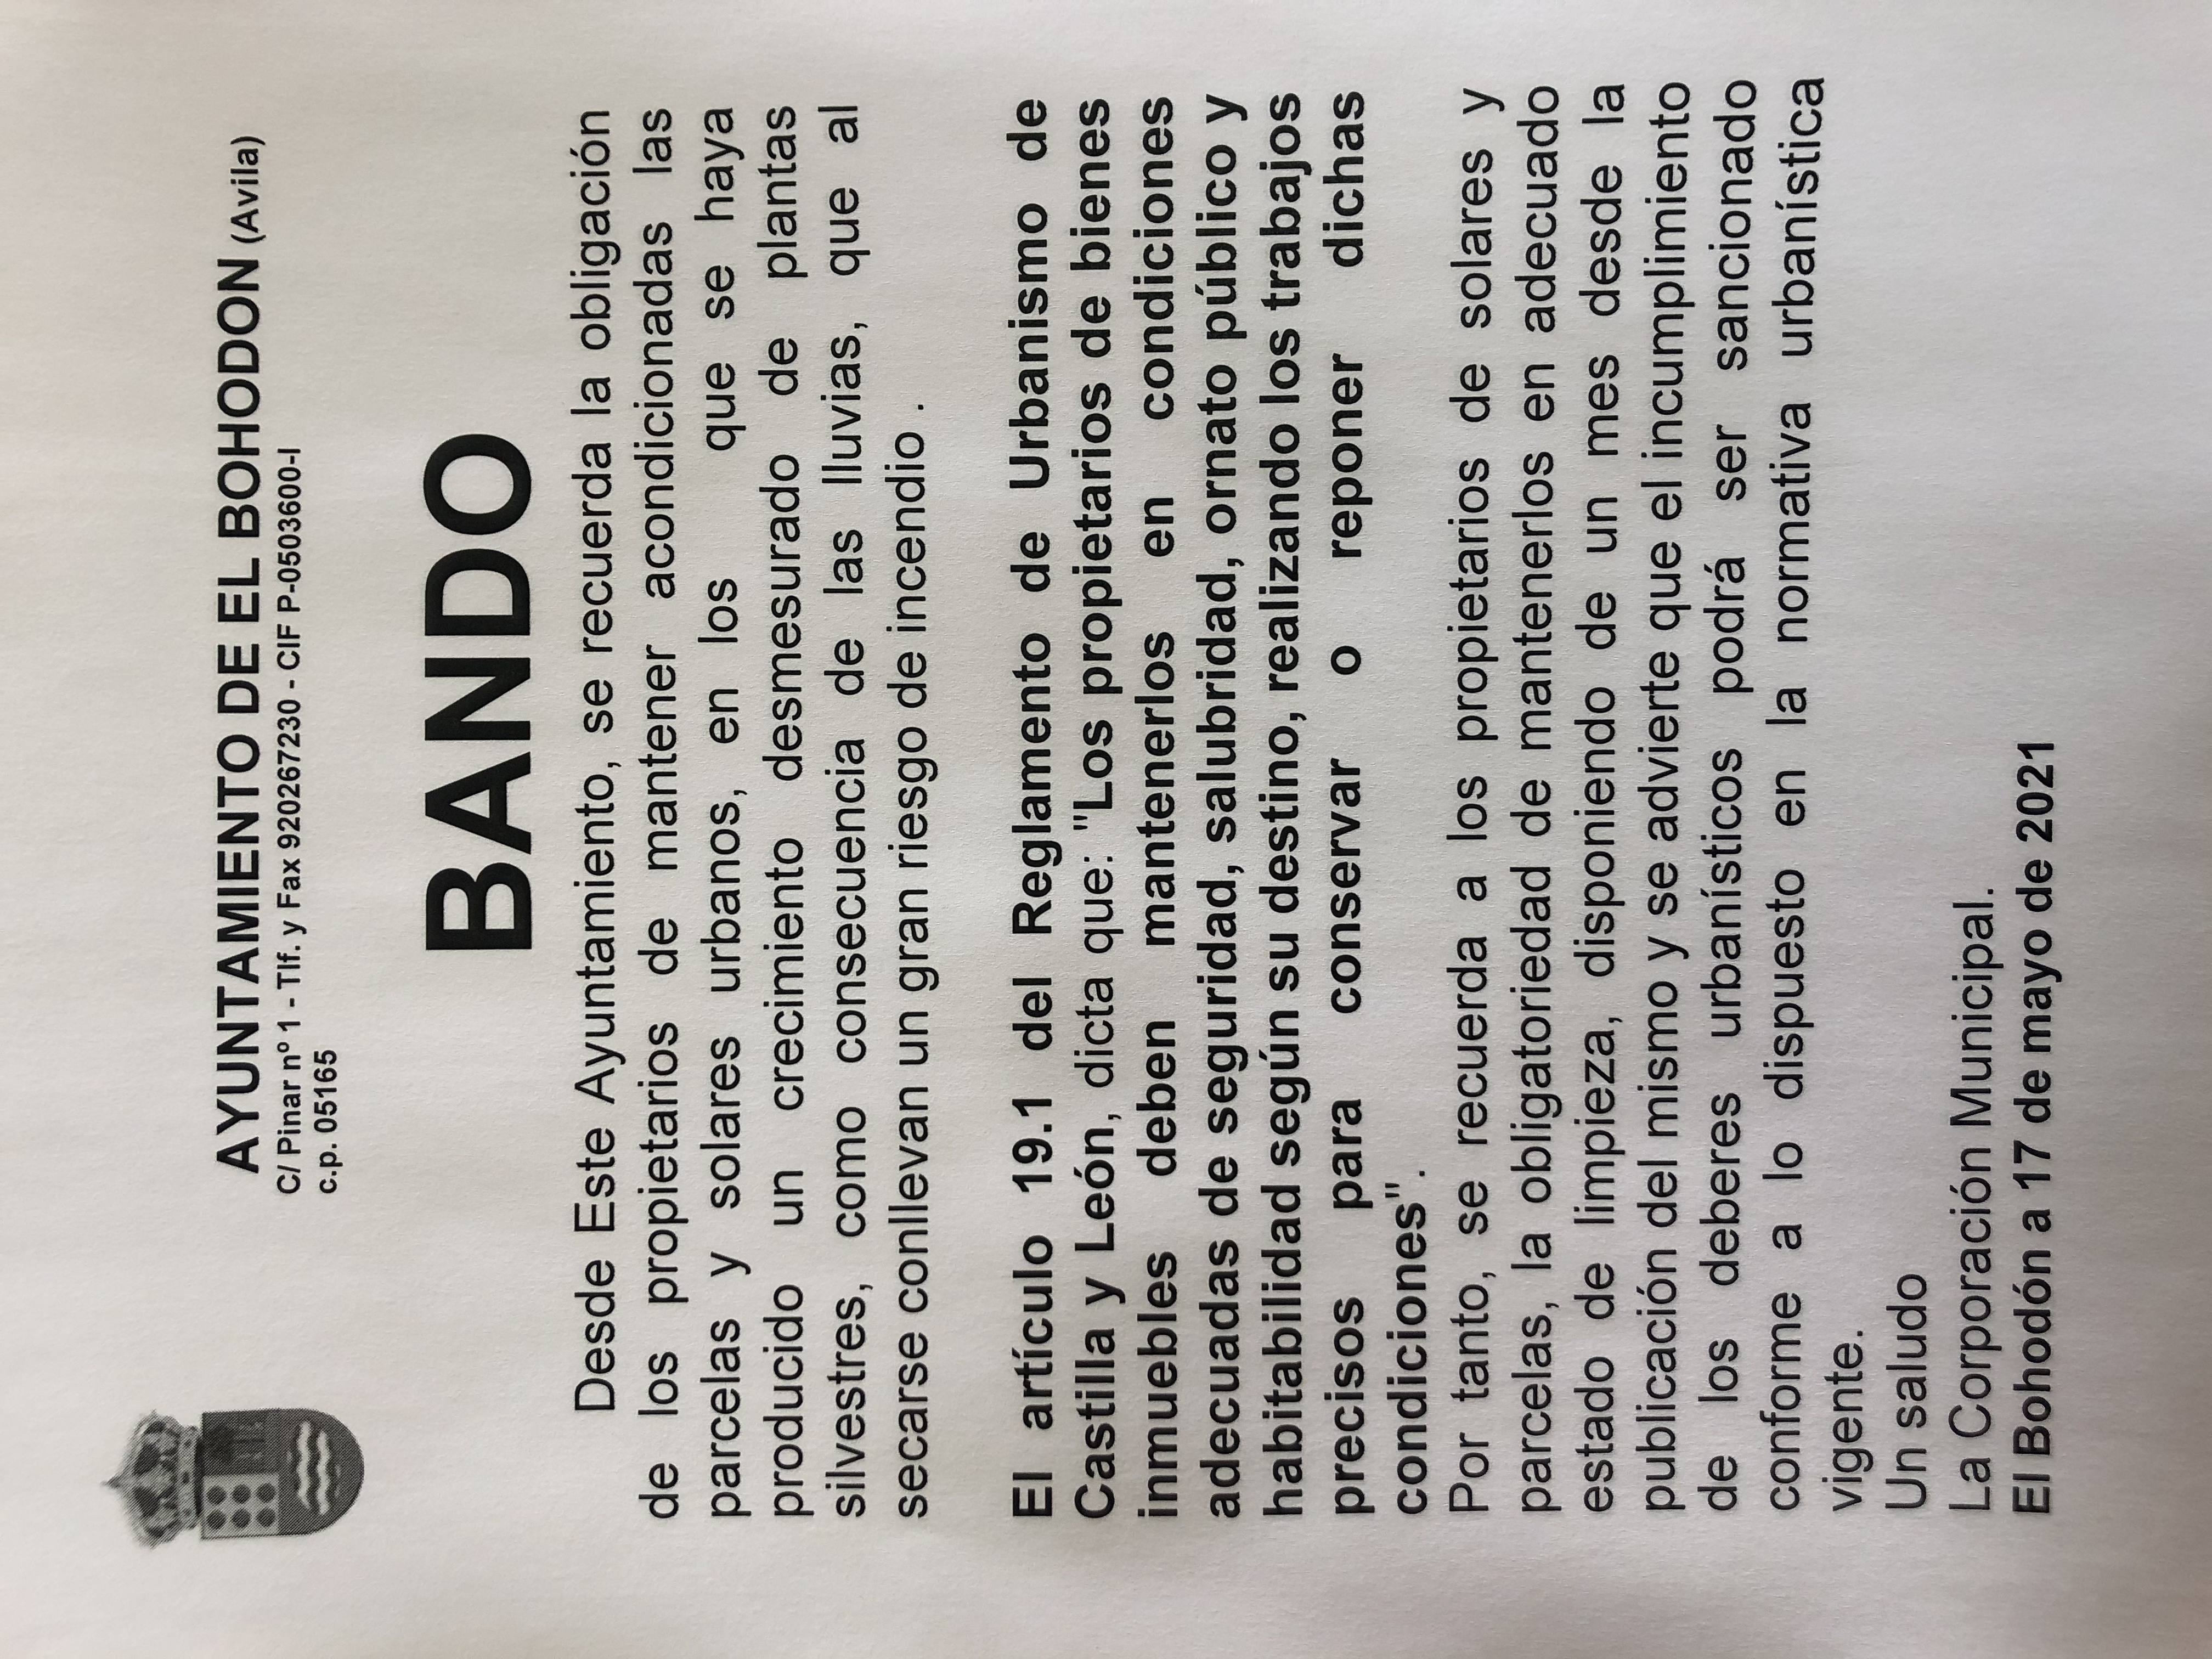 AYUNTAMIENTO DE EL BOHODON (Avila)
C/ Pinar nº 1 - Tlf. y Fax 920267230 - CIF P-0503600-I
c.p. 05165
BANDO
Desde Este Ayuntamiento, se recuerda la obligación
de los propietarios de mantener acondicionadas las
parcelas y solares urbanos, en los que se haya
producido un crecimiento desmesurado de plantas
silvestres, como consecuencia de las lluvias, que al
secarse conllevan un gran riesgo de incendio .
El artículo 19.1 del Reglamento de Urbanismo de
Castilla y León, dicta que: "Los propietarios de bienes
inmuebles deben mantenerlos en condiciones
adecuadas de seguridad, salubridad, ornato público y
habitabilidad según su destino, realizando los trabajos
precisos para conservar o reponer dichas
condiciones".
Por tanto, se recuerda a los propietarios de solares y
parcelas, la obligatoriedad de mantenerlos en adecuado
estado de limpieza, disponiendo de un mes desde la
publicación del mismo y se advierte que el incumplimiento
de los deberes urbanísticos podrá ser sancionado
conforme a lo dispuesto en la normativa urbanística
vigente.
Un saludo
La Corporación Municipal.
El Bohodón a 17 de mayo de 2021